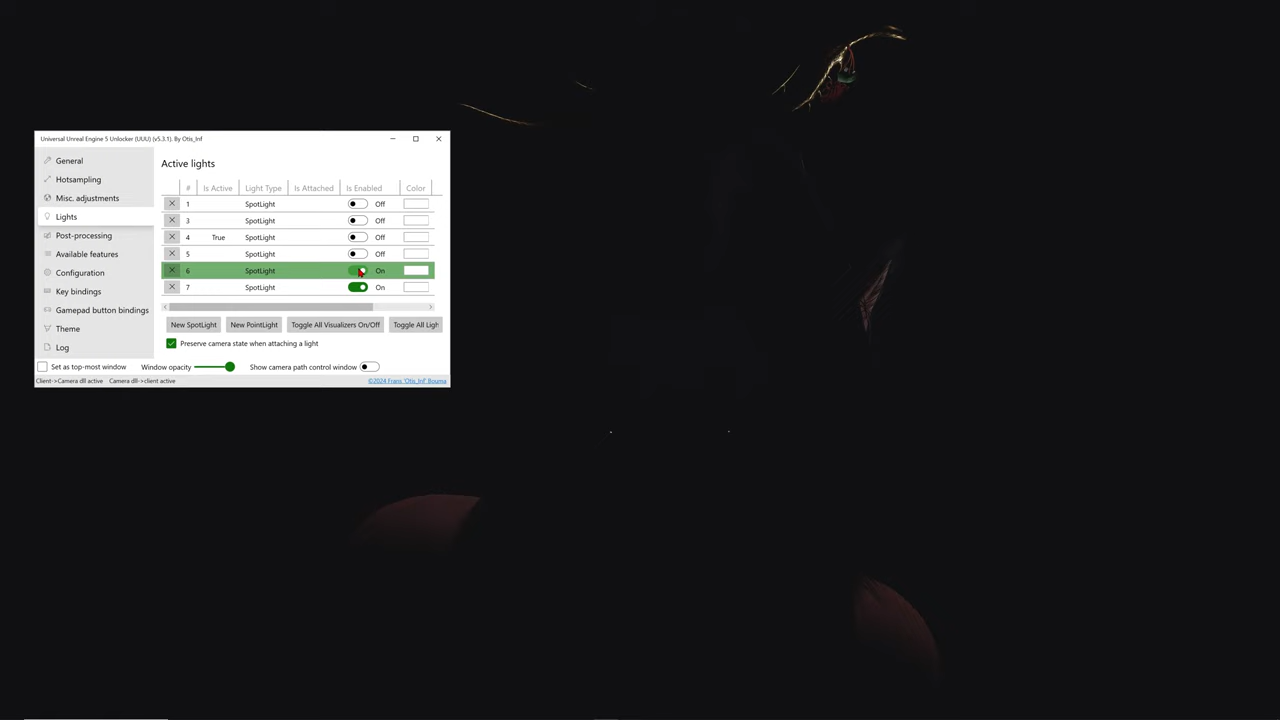 Universal Unreal Engine 5 Unlocker (UUU) (v5.3.1). By Otis_Inf
General
Hotsampling
Misc. adjustments
Lights
Post-processing
Available features
Configuration
Key bindings
Gamepad button bindings
Theme
Log
Active lights
# Is Active Light Type Is Attached Is Enabled Color
1 SpotLight Off
3 SpotLight Off
4 True SpotLight Off
5 SpotLight Off
6 SpotLight On
7 SpotLight On
New SpotLight New PointLight Toggle All Visualizers On/Off Toggle All Ligh
Preserve camera state when attaching a light
Set as top-most window Window opacity Show camera path control window
Client->Camera dll active Camera dll->client active ©2024 Frans 'Otis_Inf' Bouma